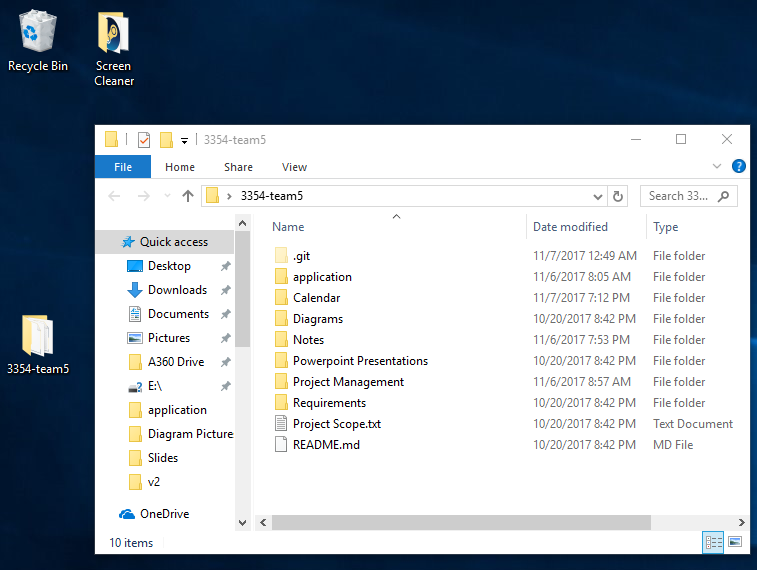 Recycle Bin
Screen
Cleaner
3354-team5
3354-team5
File Home Share View
3354-team5 Search 33...
Name Date modified Type
Quick access
Desktop
Downloads
Documents
Pictures
A360 Drive
E:\
application
Diagram Picture
Slides
v2
OneDrive
.git 11/7/2017 12:49 AM File folder
application 11/6/2017 8:05 AM File folder
Calendar 11/7/2017 7:12 PM File folder
Diagrams 10/20/2017 8:42 PM File folder
Notes 11/6/2017 7:53 PM File folder
Powerpoint Presentations 10/20/2017 8:42 PM File folder
Project Management 11/6/2017 8:57 AM File folder
Requirements 10/20/2017 8:42 PM File folder
Project Scope.txt 10/20/2017 8:42 PM Text Document
README.md 10/20/2017 8:42 PM MD File
10 items